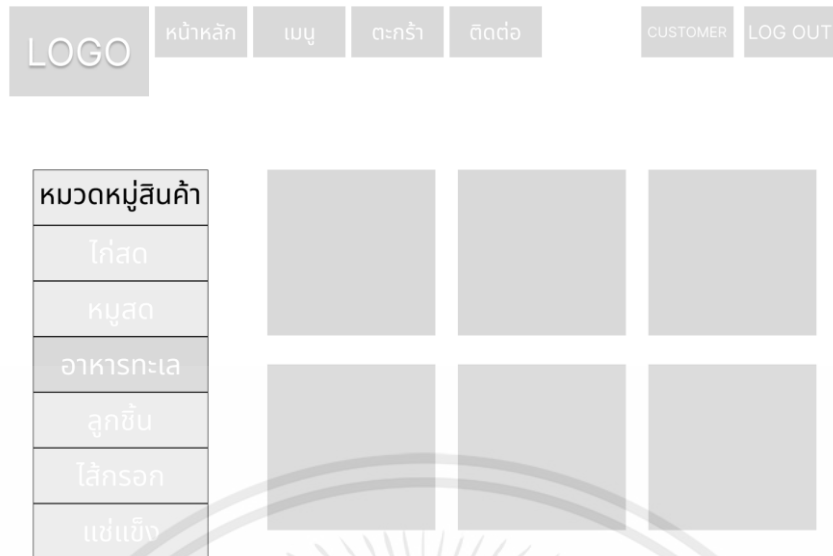 LOGO
หน้าหลัก
เมนู
ตะกร้า
ติดต่อ
CUSTOMER
LOG OUT
หมวดหมู่สินค้า
ไก่สด
หมูสด
อาหารทะเล
ลูกชิ้น
ไส้กรอก
แช่แข็ง